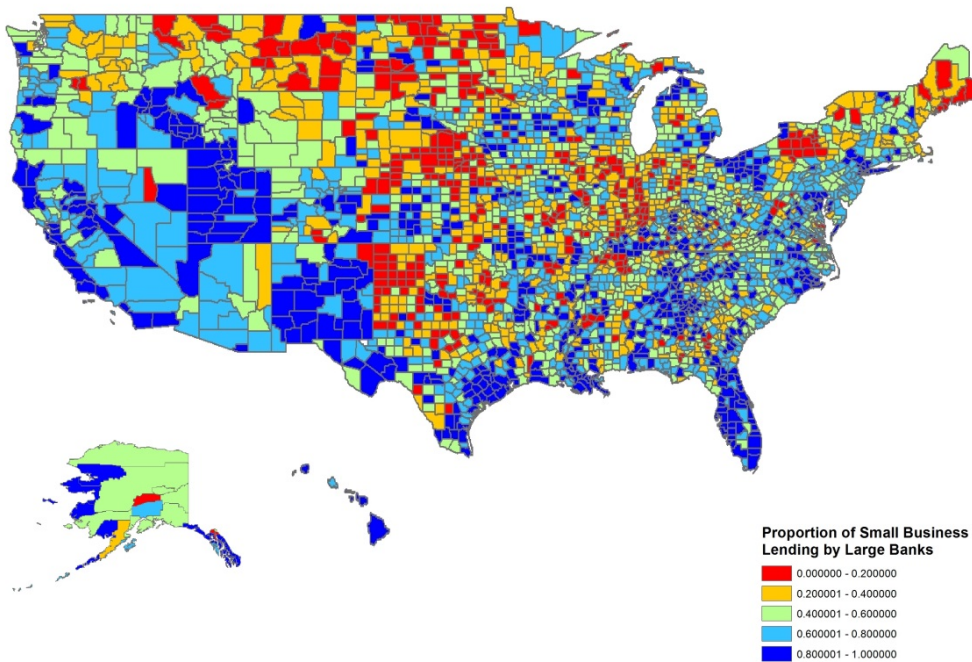 Proportion of Small Business
Lending by Large Banks
0.000000 - 0.200000
0.200001 - 0.400000
0.400001 - 0.600000
0.600001 - 0.800000
0.800001 - 1.000000